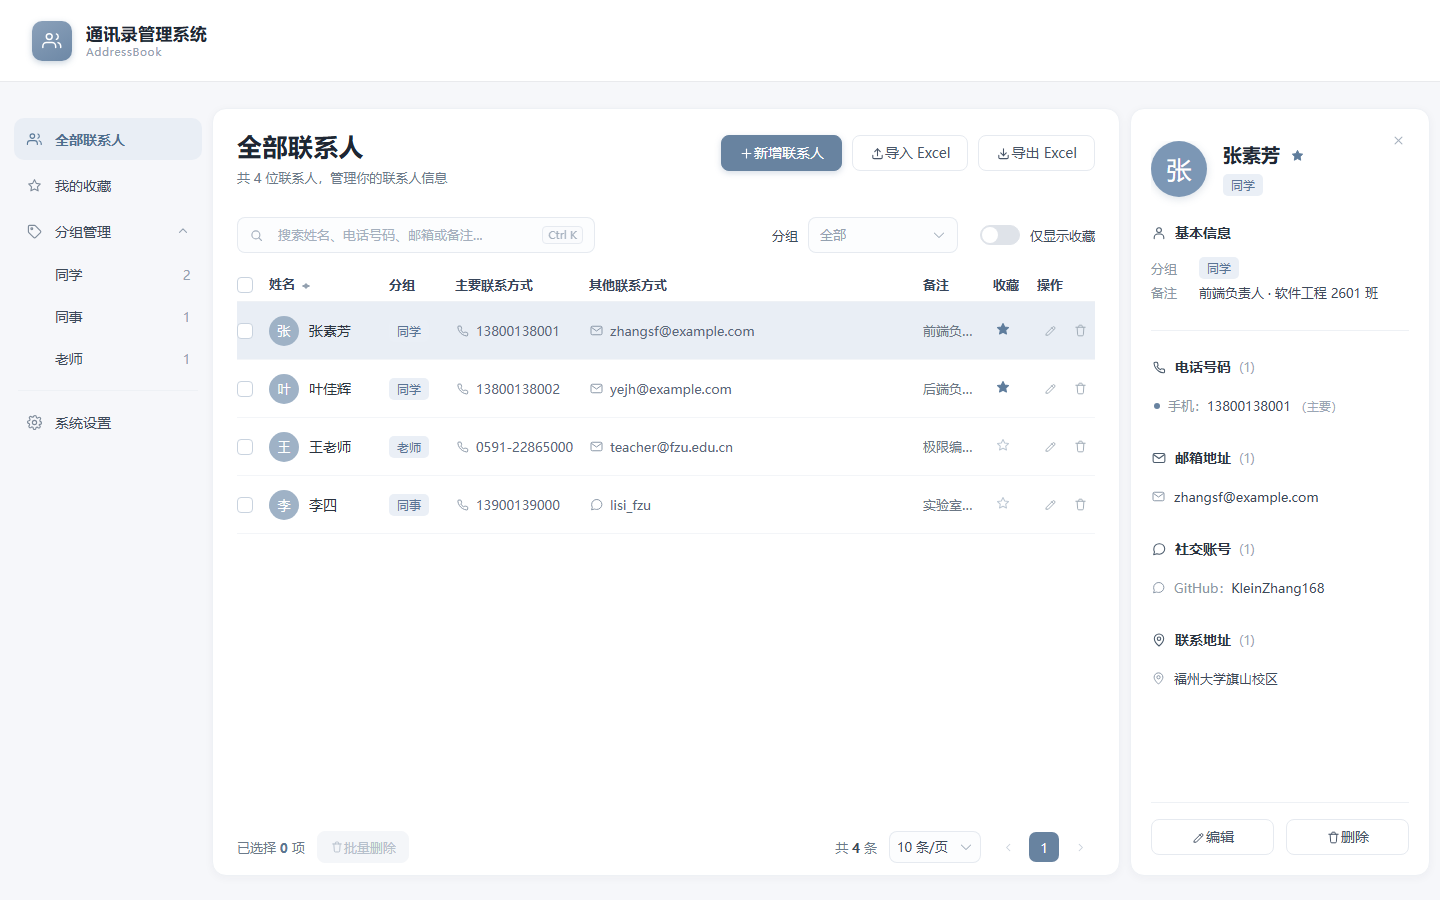 通讯录管理系统
AddressBook
全部联系人
我的收藏
分组管理
同学 2
同事 1
老师 1
系统设置
全部联系人
共 4 位联系人，管理你的联系人信息
新增联系人 导入 Excel 导出 Excel
搜索姓名、电话号码、邮箱或备注... Ctrl K 分组 全部 仅显示收藏
姓名 分组 主要联系方式 其他联系方式 备注 收藏 操作
张 张素芳 同学 13800138001 zhangsf@example.com 前端负...
叶 叶佳辉 同学 13800138002 yejh@example.com 后端负...
王 王老师 老师 0591-22865000 teacher@fzu.edu.cn 极限编...
李 李四 同事 13900139000 lisi_fzu 实验室...
已选择 0 项 批量删除 共 4 条 10 条/页 1
张 张素芳
同学
基本信息
分组 同学
备注 前端负责人 · 软件工程 2601 班
电话号码 (1)
手机： 13800138001 (主要)
邮箱地址 (1)
zhangsf@example.com
社交账号 (1)
GitHub： KleinZhang168
联系地址 (1)
福州大学旗山校区
编辑 删除